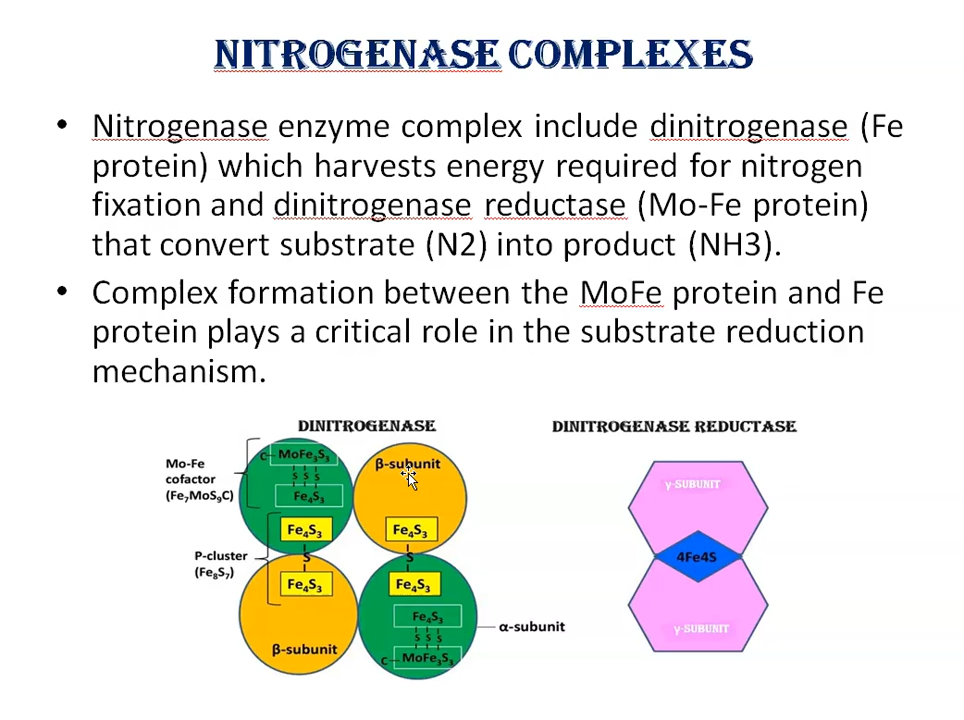 NITROGENASE COMPLEXES
• Nitrogenase enzyme complex include dinitrogenase (Fe
protein) which harvests energy required for nitrogen
fixation and dinitrogenase reductase (Mo-Fe protein)
that convert substrate (N2) into product (NH3).
• Complex formation between the MoFe protein and Fe
protein plays a critical role in the substrate reduction
mechanism.
DINITROGENASE
DINITROGENASE REDUCTASE
Mo-Fe
cofactor
(Fe₇MoS₉C)
C
MoFe₃S₃
S S S
Fe₄S₃
β-subunit
P-cluster
(Fe₈S₇)
Fe₄S₃
S
Fe₄S₃
Fe₄S₃
S
Fe₄S₃
β-subunit
Fe₄S₃
S S S
C
MoFe₃S₃
α-subunit
γ-SUBUNIT
4Fe4S
γ-SUBUNIT